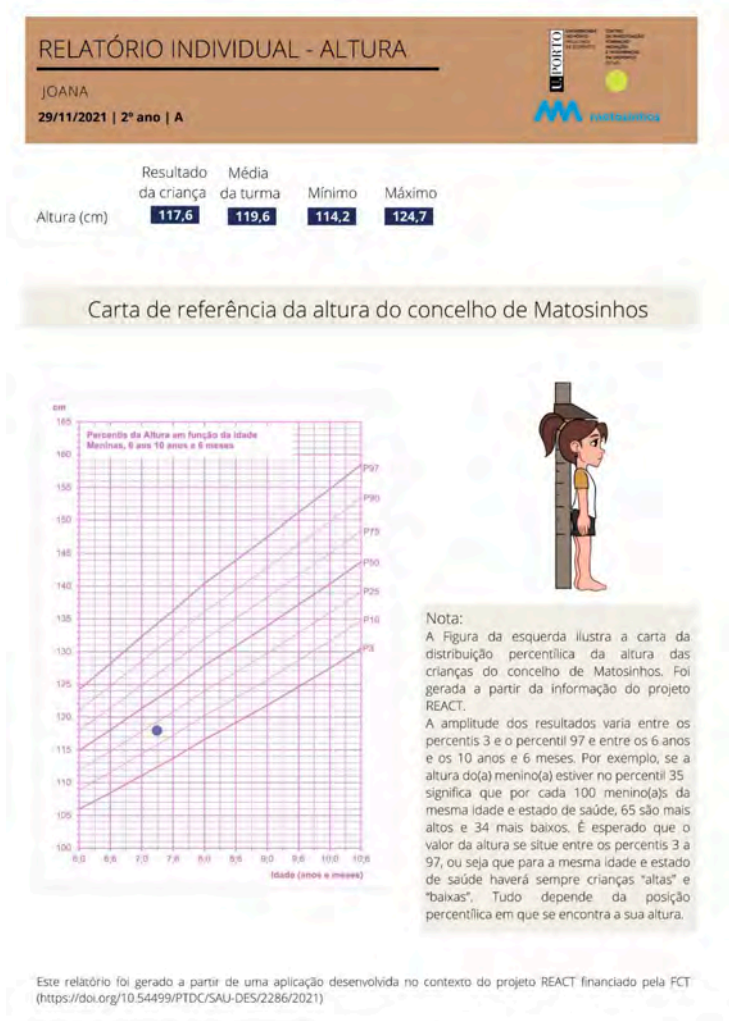 RELATÓRIO INDIVIDUAL - ALTURA
U.PORTO
JOANA
29/11/2021 | 2º ano | A
matosinhos
Resultado da criança
Média da turma
Mínimo
Máximo
Altura (cm)
117,6
119,6
114,2
124,7
Carta de referência da altura do concelho de Matosinhos
cm
Percentis da Altura em função da Idade
Meninas, 6 aos 10 anos e 6 meses
165
160
155
150
145
140
135
130
125
120
115
110
105
100
P97
P90
P75
P50
P25
P10
P3
6,0 6,6 7,0 7,6 8,0 8,6 9,0 9,6 10,0 10,6
Idade (anos e meses)
Nota:
A Figura da esquerda ilustra a carta da
distribuição percentílica da altura das
crianças do concelho de Matosinhos. Foi
gerada a partir da informação do projeto
REACT.
A amplitude dos resultados varia entre os
percentis 3 e o percentil 97 e entre os 6 anos
e os 10 anos e 6 meses. Por exemplo, se a
altura do(a) menino(a) estiver no percentil 35
significa que por cada 100 menino(a)s da
mesma idade e estado de saúde, 65 são mais
altos e 34 mais baixos. É esperado que o
valor da altura se situe entre os percentis 3 a
97, ou seja que para a mesma idade e estado
de saúde haverá sempre crianças "altas" e
"baixas". Tudo depende da posição
percentílica em que se encontra a sua altura.
Este relatório foi gerado a partir de uma aplicação desenvolvida no contexto do projeto REACT financiado pela FCT
(https://doi.org/10.54499/PTDC/SAU-DES/2286/2021)